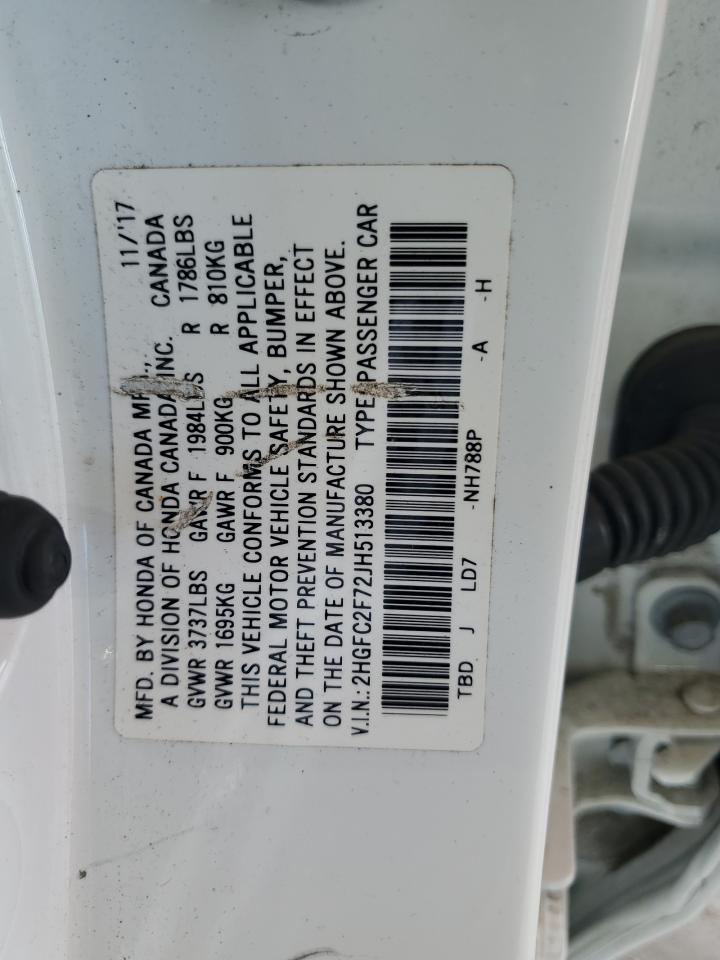 MFD. BY HONDA OF CANADA MFG., 11/'17
A DIVISION OF HONDA CANADA INC. CANADA
GVWR 3737LBS GAWR F 1984LBS R 1786LBS
GVWR 1695KG GAWR F 900KG R 810KG
THIS VEHICLE CONFORMS TO ALL APPLICABLE
FEDERAL MOTOR VEHICLE SAFETY, BUMPER,
AND THEFT PREVENTION STANDARDS IN EFFECT
ON THE DATE OF MANUFACTURE SHOWN ABOVE.
V.I.N.: 2HGFC2F72JH513380 TYPE: PASSENGER CAR
TBD J LD7 -NH788P -A -H